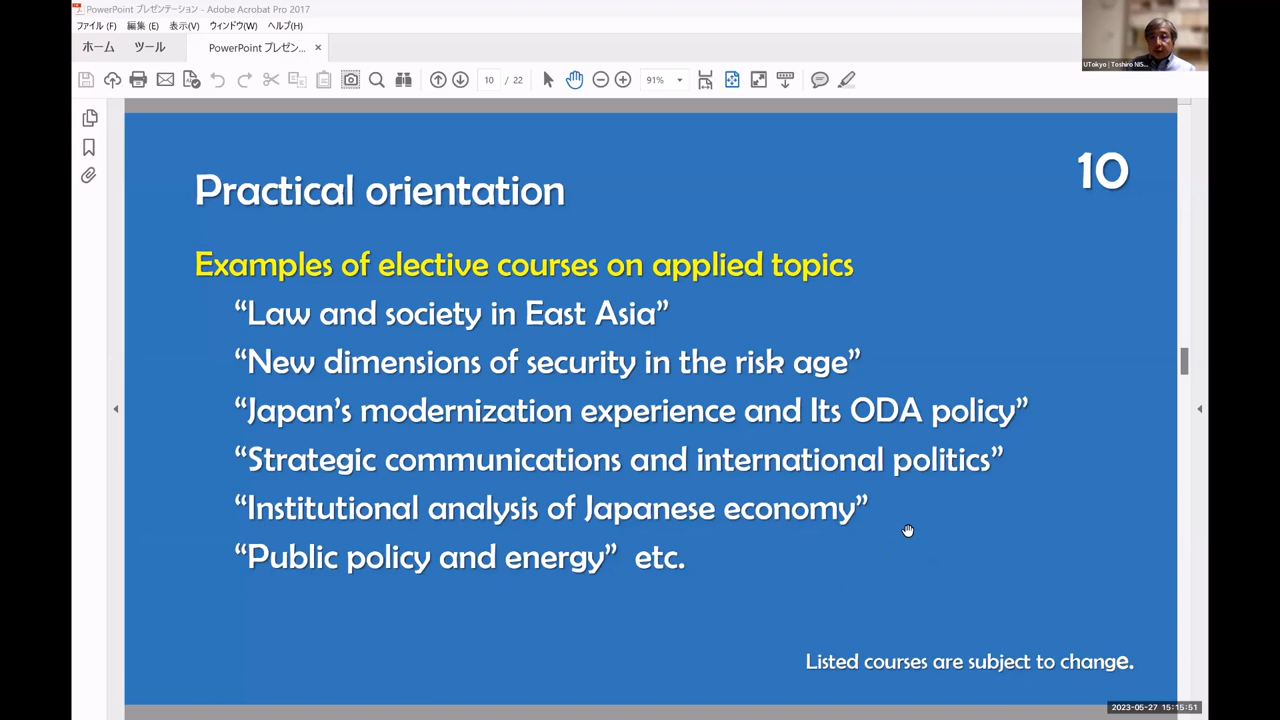 PowerPoint プレゼンテーション - Adobe Acrobat Pro 2017
ファイル (F) 編集 (E) 表示(V) ウィンドウ(W) ヘルプ(H)
ホーム ツール PowerPoint プレゼン... ×
10 / 22 91%
UTokyo | Toshiro NIS...
10
Practical orientation
Examples of elective courses on applied topics
“Law and society in East Asia”
“New dimensions of security in the risk age”
“Japan’s modernization experience and Its ODA policy”
“Strategic communications and international politics”
“Institutional analysis of Japanese economy”
“Public policy and energy” etc.
Listed courses are subject to change.
2023-05-27 15:15:51